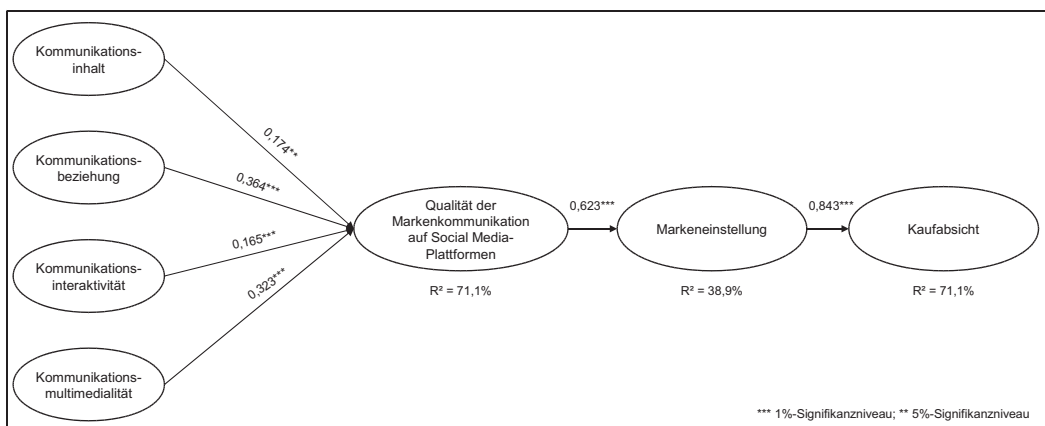 Kommunikations-
inhalt
0,174**
Kommunikations-
beziehung
0,364***
Kommunikations-
interaktivität
0,165***
Kommunikations-
multimedialität
0,323***
Qualität der
Markenkommunikation
auf Social Media-
Plattformen
R² = 71,1%
0,623***
Markeneinstellung
R² = 38,9%
0,843***
Kaufabsicht
R² = 71,1%
*** 1%-Signifikanzniveau; ** 5%-Signifikanzniveau